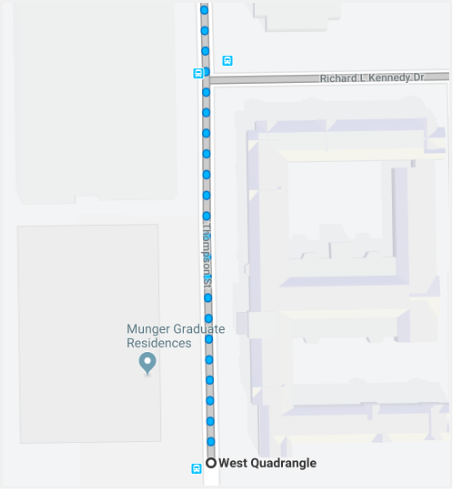 Richard L Kennedy Dr
Thompson St
Munger Graduate
Residences
West Quadrangle